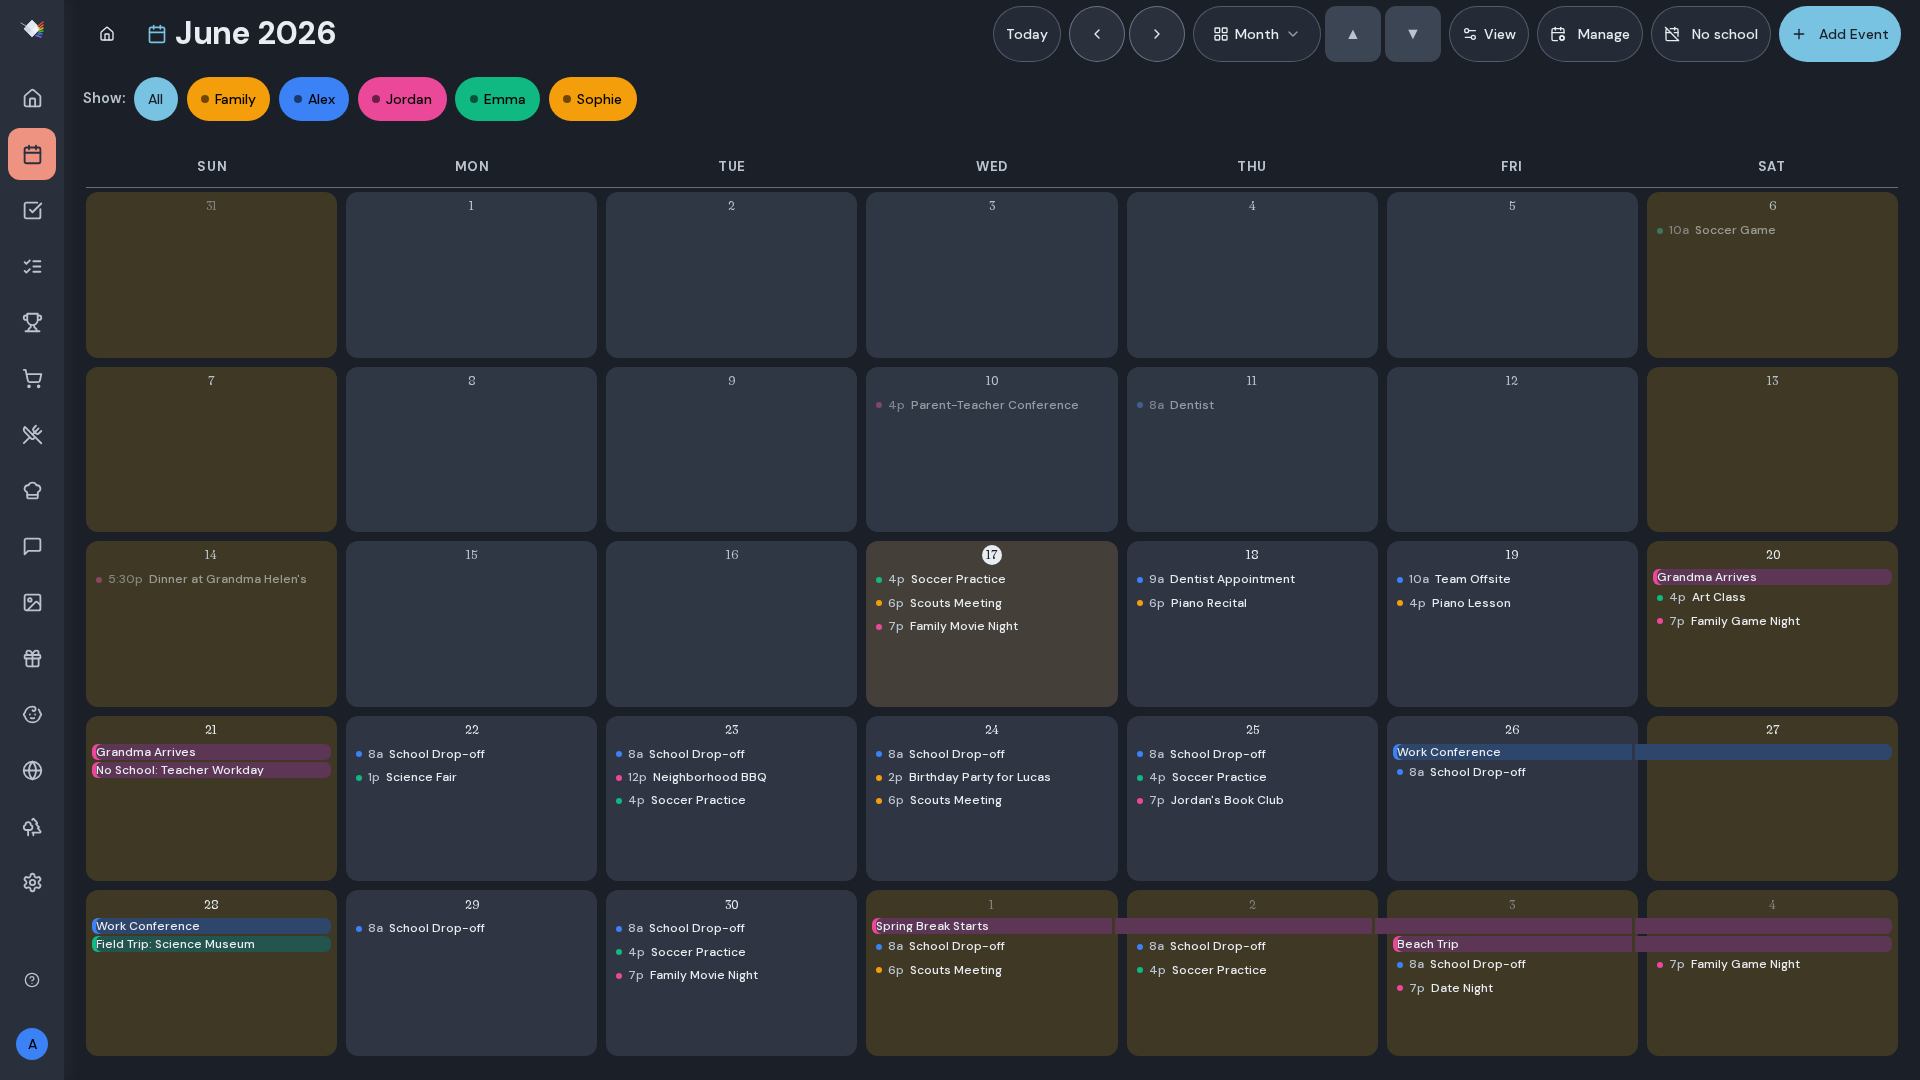 June 2026
Today
Month
▲
▼
View
Manage
No school
Add Event
Show:
All
Family
Alex
Jordan
Emma
Sophie
SUN MON TUE WED THU FRI SAT
31
1
2
3
4
5
6
10a Soccer Game
7
8
9
10
4p Parent-Teacher Conference
11
8a Dentist
12
13
14
5:30p Dinner at Grandma Helen's
15
16
17
4p Soccer Practice
6p Scouts Meeting
7p Family Movie Night
18
9a Dentist Appointment
6p Piano Recital
19
10a Team Offsite
4p Piano Lesson
20
Grandma Arrives
4p Art Class
7p Family Game Night
21
Grandma Arrives
No School: Teacher Workday
22
8a School Drop-off
1p Science Fair
23
8a School Drop-off
12p Neighborhood BBQ
4p Soccer Practice
24
8a School Drop-off
2p Birthday Party for Lucas
6p Scouts Meeting
25
8a School Drop-off
4p Soccer Practice
7p Jordan's Book Club
26
Work Conference
8a School Drop-off
27
28
Work Conference
Field Trip: Science Museum
29
8a School Drop-off
30
8a School Drop-off
4p Soccer Practice
7p Family Movie Night
1
Spring Break Starts
8a School Drop-off
6p Scouts Meeting
2
8a School Drop-off
4p Soccer Practice
3
Beach Trip
8a School Drop-off
7p Date Night
4
7p Family Game Night
A